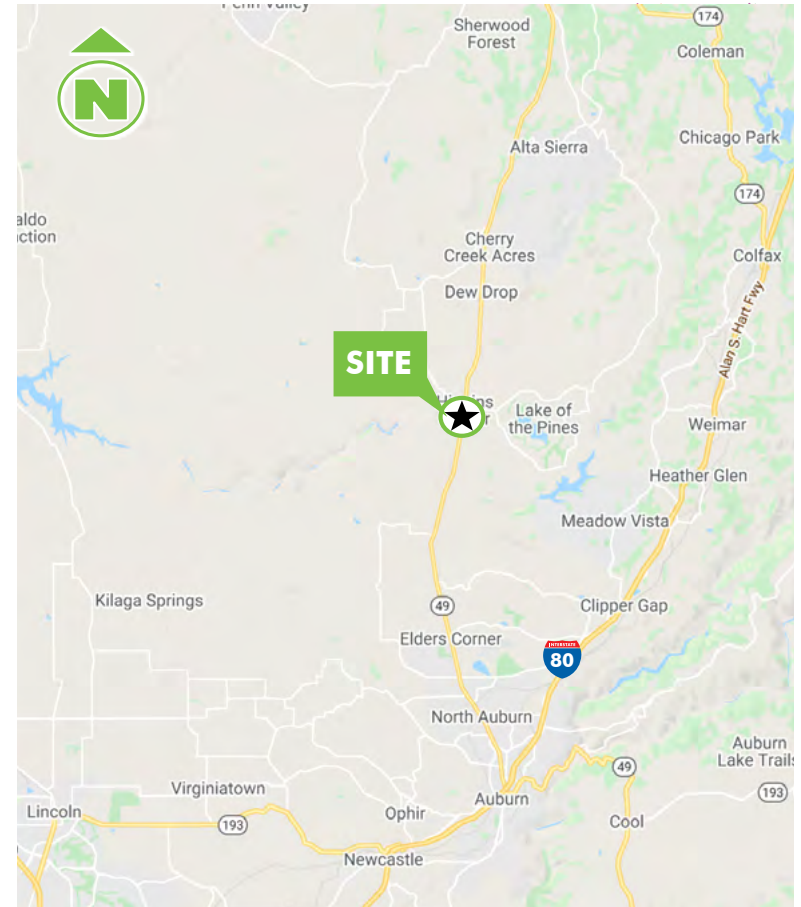 Sherwood
Forest
174
Coleman
N
Alta Sierra
Chicago Park
174
Cherry
Creek Acres
Colfax
Dew Drop
Alan S. Hart Fwy
SITE
Lake of
the Pines
Weimar
Heather Glen
Meadow Vista
Kilaga Springs
49
Clipper Gap
Elders Corner
INTERSTATE
80
North Auburn
Auburn
Lake Trails
49
Virginiatown
193
Auburn
Lincoln
Ophir
Cool
193
Newcastle